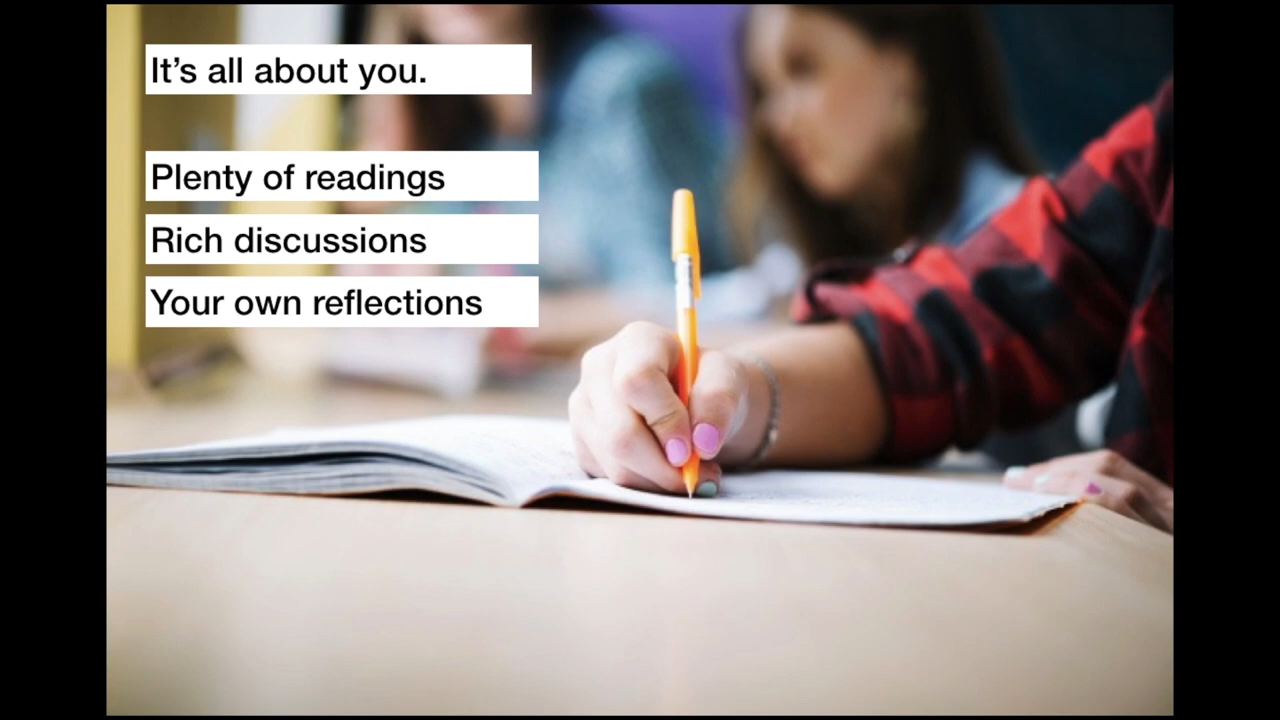 It’s all about you.
Plenty of readings
Rich discussions
Your own reflections